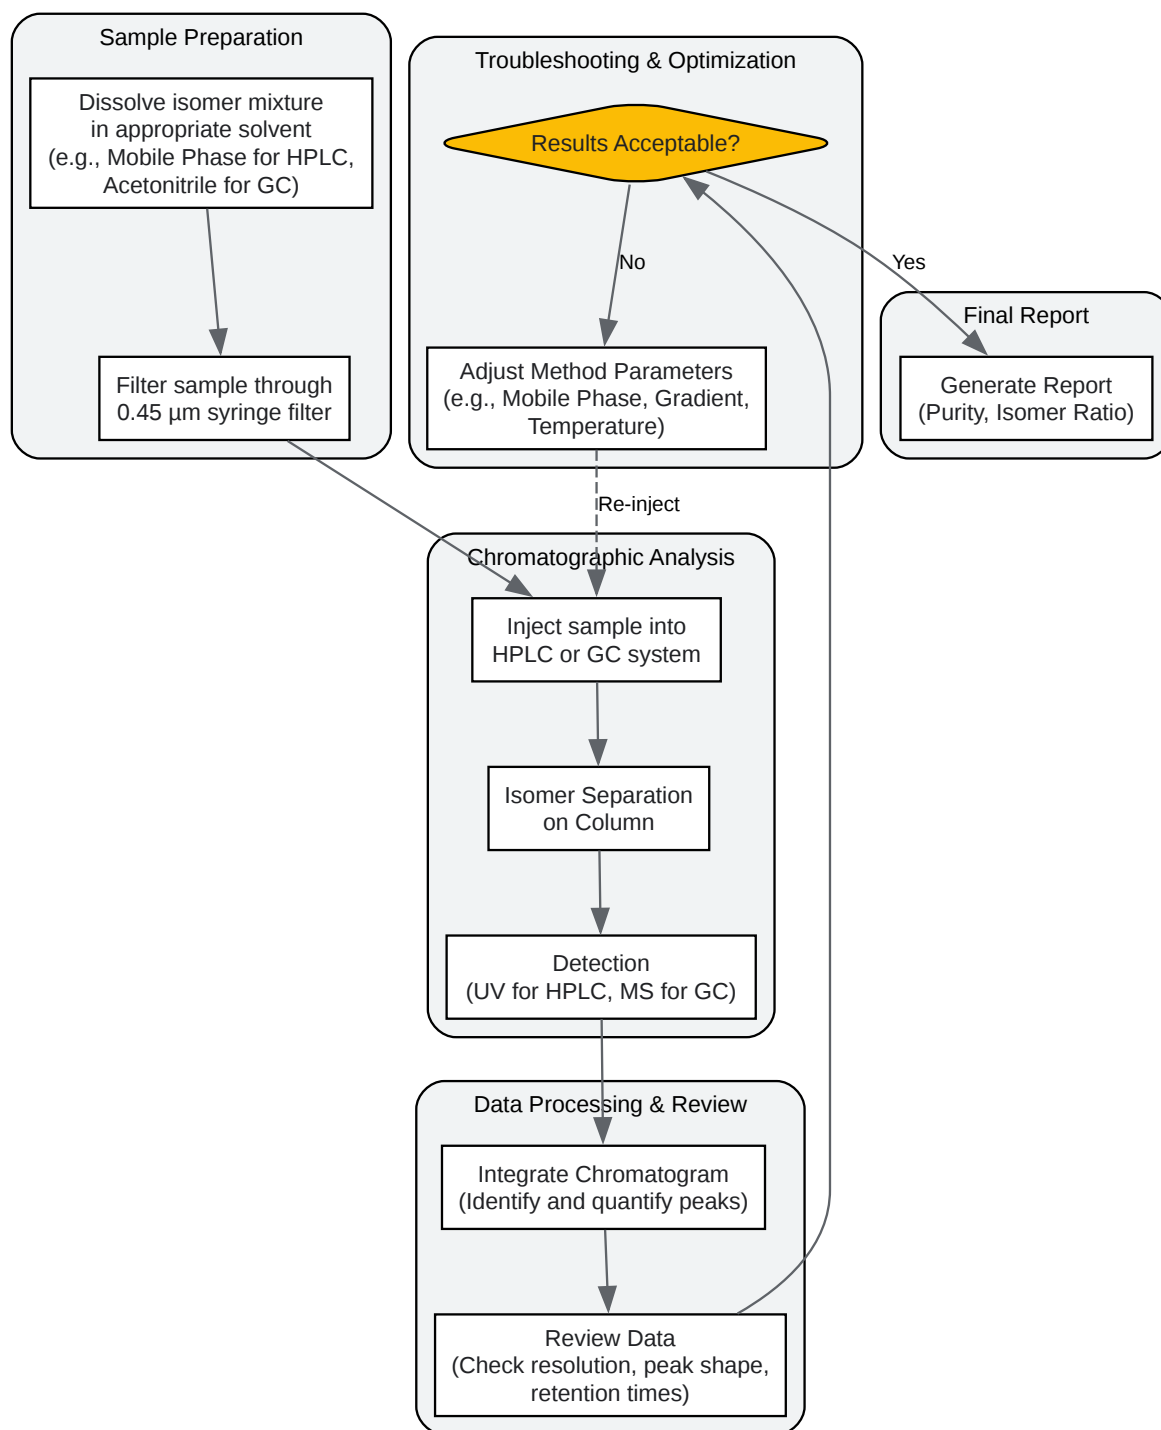 Sample Preparation
Dissolve isomer mixture
in appropriate solvent
(e.g., Mobile Phase for HPLC,
Acetonitrile for GC)
Filter sample through
0.45 µm syringe filter
Troubleshooting & Optimization
Results Acceptable?
No
Yes
Adjust Method Parameters
(e.g., Mobile Phase, Gradient,
Temperature)
Re-inject
Final Report
Generate Report
(Purity, Isomer Ratio)
Chromatographic Analysis
Inject sample into
HPLC or GC system
Isomer Separation
on Column
Detection
(UV for HPLC, MS for GC)
Data Processing & Review
Integrate Chromatogram
(Identify and quantify peaks)
Review Data
(Check resolution, peak shape,
retention times)